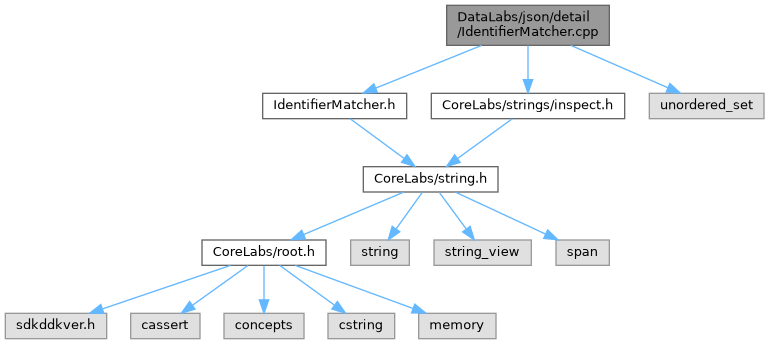 DataLabs/json/detail
/IdentifierMatcher.cpp
IdentifierMatcher.h
CoreLabs/strings/inspect.h
unordered_set
CoreLabs/string.h
CoreLabs/root.h
string
string_view
span
sdkddkver.h
cassert
concepts
cstring
memory